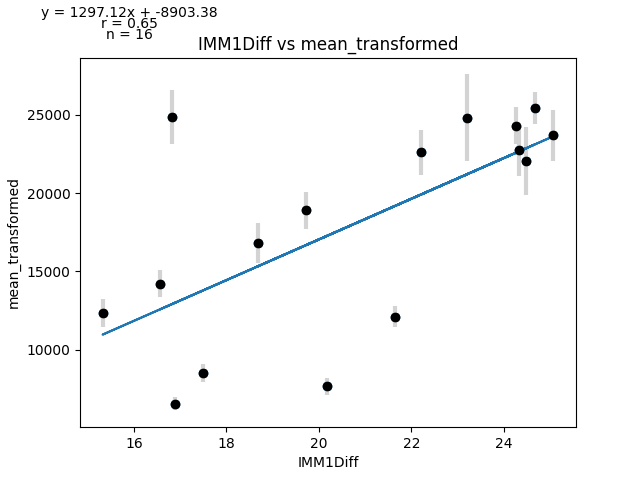 y = 1297.12x + -8903.38
r = 0.65
n = 16
IMM1Diff vs mean_transformed
25000
20000
15000
10000
mean_transformed
16 18 20 22 24
IMM1Diff